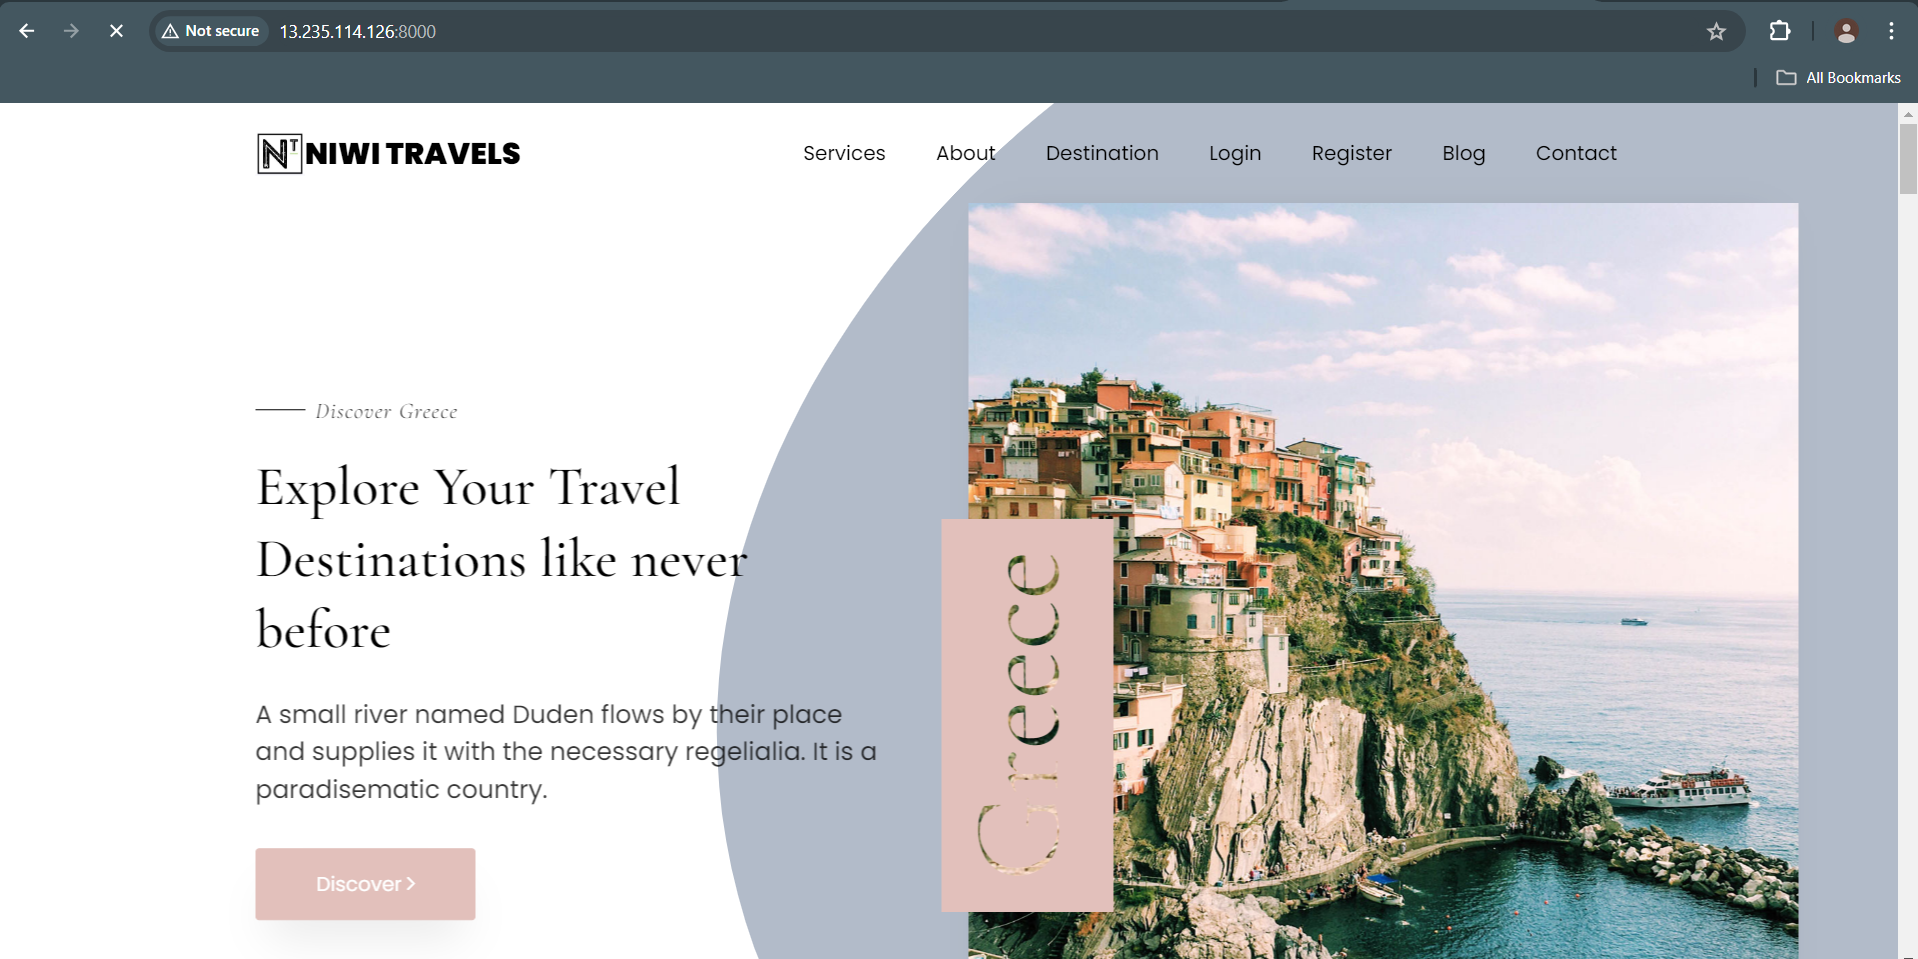 Not secure 13.235.114.126:8000
All Bookmarks
NT NIWI TRAVELS
Services About Destination Login Register Blog Contact
Discover Greece
Explore Your Travel
Destinations like never
before
A small river named Duden flows by their place
and supplies it with the necessary regelialia. It is a
paradisematic country.
Discover >
Greece